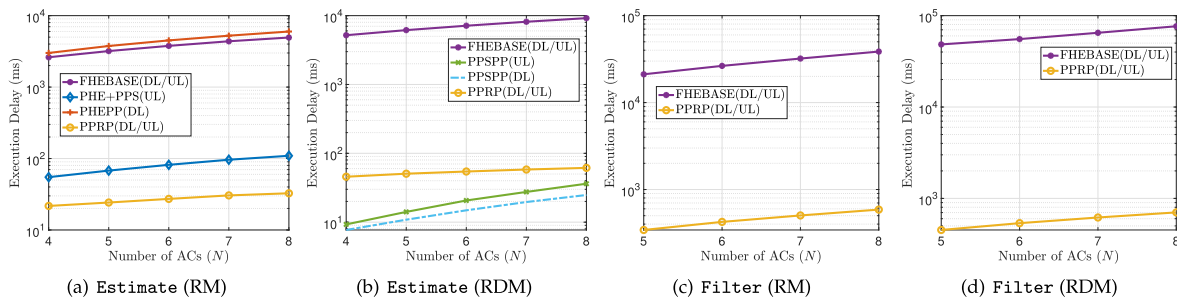 Execution Delay (ms)
10^4
10^3
10^2
10^1
FHEBASE(DL/UL)
PHE+PPS(UL)
PHEPP(DL)
PPRP(DL/UL)
4 5 6 7 8
Number of ACs (N)
(a) Estimate (RM)
Execution Delay (ms)
10^4
10^3
10^2
10^1
FHEBASE(DL/UL)
PPSPP(UL)
PPSPP(DL)
PPRP(DL/UL)
4 5 6 7 8
Number of ACs (N)
(b) Estimate (RDM)
Execution Delay (ms)
10^5
10^4
10^3
FHEBASE(DL/UL)
PPRP(DL/UL)
5 6 7 8
Number of ACs (N)
(c) Filter (RM)
Execution Delay (ms)
10^5
10^4
10^3
FHEBASE(DL/UL)
PPRP(DL/UL)
5 6 7 8
Number of ACs (N)
(d) Filter (RDM)